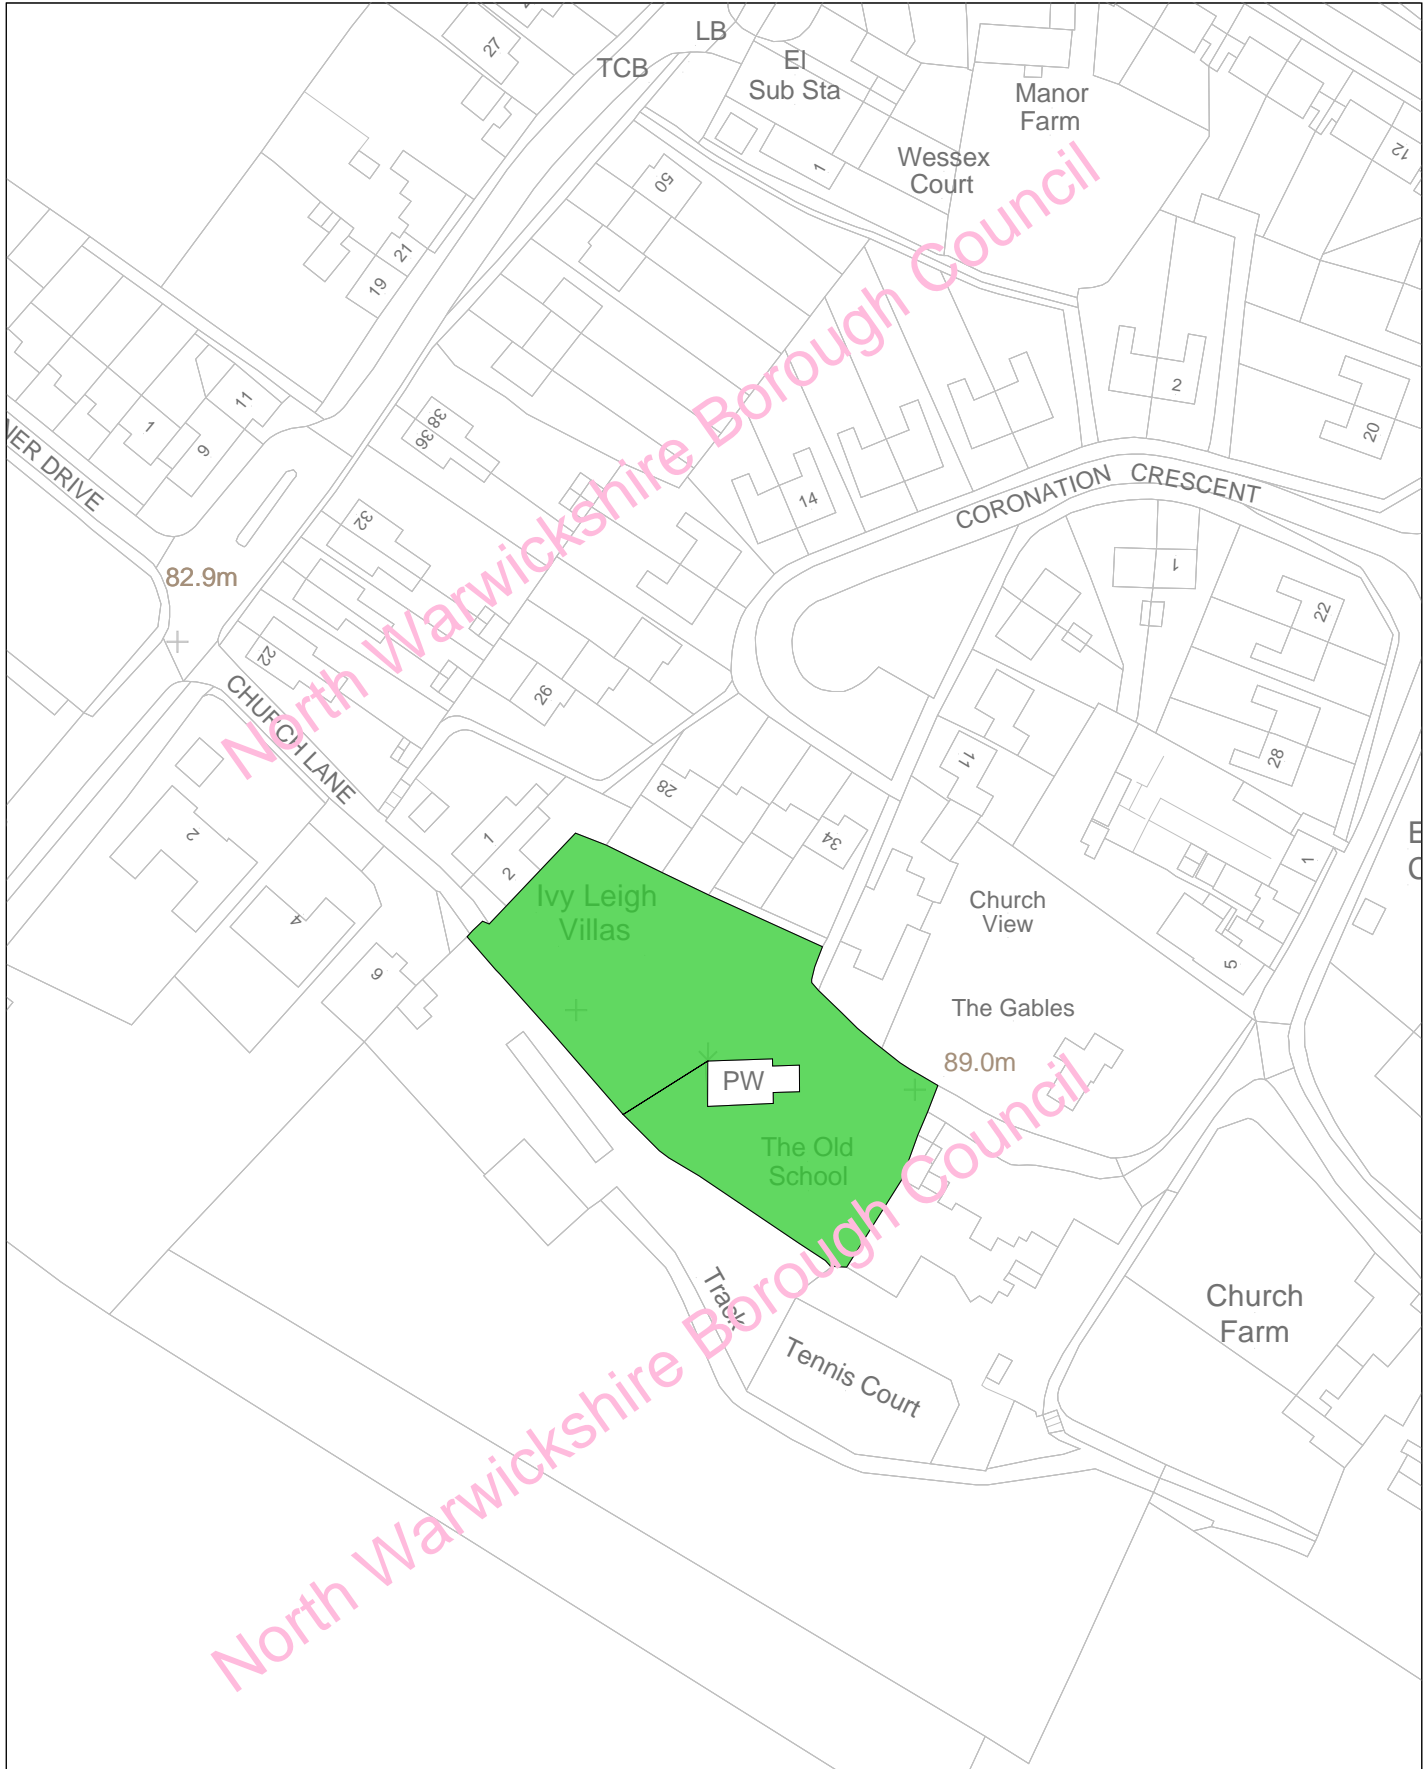 LB
TCB
El
Sub Sta
Manor
Farm
Wessex
Court
27
50
1
12
21
19
11
1
9
38
36
32
2
20
14
NER DRIVE
CORONATION CRESCENT
82.9m
1
22
22
26
CHURCH LANE
28
11
28
34
2
1
2
1
Ivy Leigh
Villas
Church
View
4
6
5
The Gables
89.0m
PW
The Old
School
Track
Tennis Court
Church
Farm
North Warwickshire Borough Council
North Warwickshire Borough Council